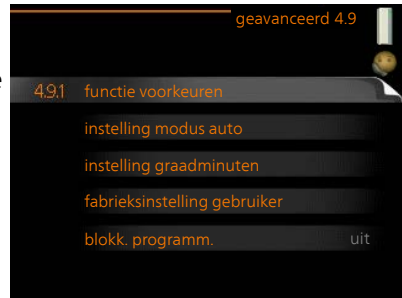 geavanceerd 4.9
4.9.1 functie voorkeuren
instelling modus auto
instelling graadminuten
fabrieksinstelling gebruiker
blokk. programm. uit